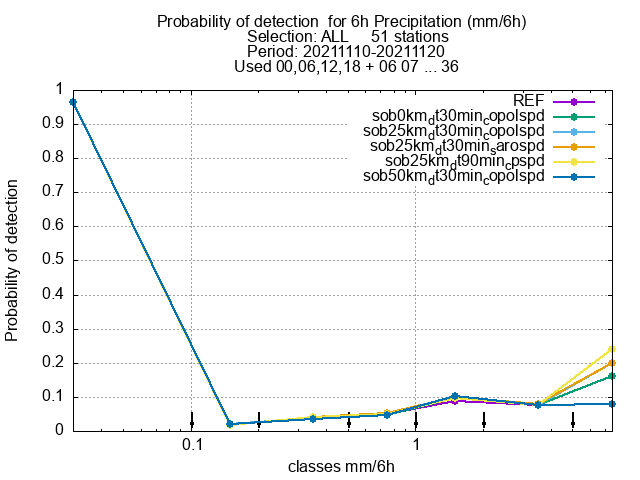 Probability of detection  for 6h Precipitation (mm/6h)
Selection: ALL     51 stations
Period: 20211110-20211120
Used 00,06,12,18 + 06 07 ... 36
REF
sob0km_dt30min_copolspd
sob25km_dt30min_copolspd
sob25km_dt30min_sarospd
sob25km_dt90min_cpspd
sob50km_dt30min_copolspd
Probability of detection
1
0.9
0.8
0.7
0.6
0.5
0.4
0.3
0.2
0.1
0
0.1 1
classes mm/6h